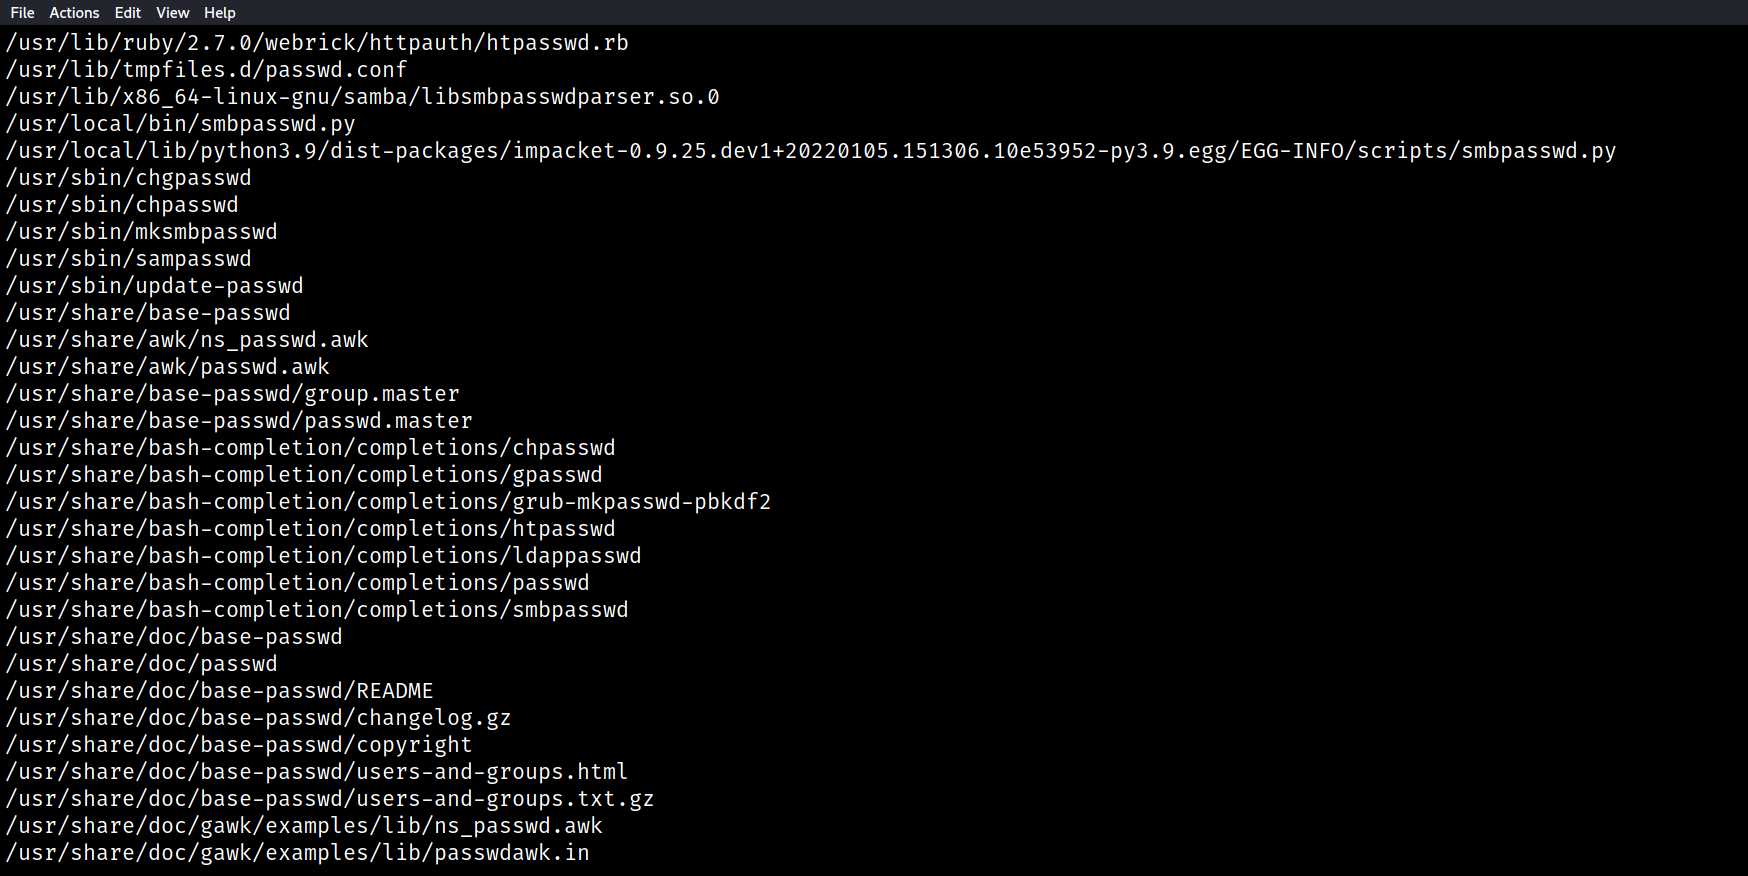 File Actions Edit View Help
/usr/lib/ruby/2.7.0/webrick/httpauth/htpasswd.rb
/usr/lib/tmpfiles.d/passwd.conf
/usr/lib/x86_64-linux-gnu/samba/libsmbpasswdparser.so.0
/usr/local/bin/smbpasswd.py
/usr/local/lib/python3.9/dist-packages/impacket-0.9.25.dev1+20220105.151306.10e53952-py3.9.egg/EGG-INFO/scripts/smbpasswd.py
/usr/sbin/chgpasswd
/usr/sbin/chpasswd
/usr/sbin/mksmbpasswd
/usr/sbin/sampasswd
/usr/sbin/update-passwd
/usr/share/base-passwd
/usr/share/awk/ns_passwd.awk
/usr/share/awk/passwd.awk
/usr/share/base-passwd/group.master
/usr/share/base-passwd/passwd.master
/usr/share/bash-completion/completions/chpasswd
/usr/share/bash-completion/completions/gpasswd
/usr/share/bash-completion/completions/grub-mkpasswd-pbkdf2
/usr/share/bash-completion/completions/htpasswd
/usr/share/bash-completion/completions/ldappasswd
/usr/share/bash-completion/completions/passwd
/usr/share/bash-completion/completions/smbpasswd
/usr/share/doc/base-passwd
/usr/share/doc/passwd
/usr/share/doc/base-passwd/README
/usr/share/doc/base-passwd/changelog.gz
/usr/share/doc/base-passwd/copyright
/usr/share/doc/base-passwd/users-and-groups.html
/usr/share/doc/base-passwd/users-and-groups.txt.gz
/usr/share/doc/gawk/examples/lib/ns_passwd.awk
/usr/share/doc/gawk/examples/lib/passwdawk.in